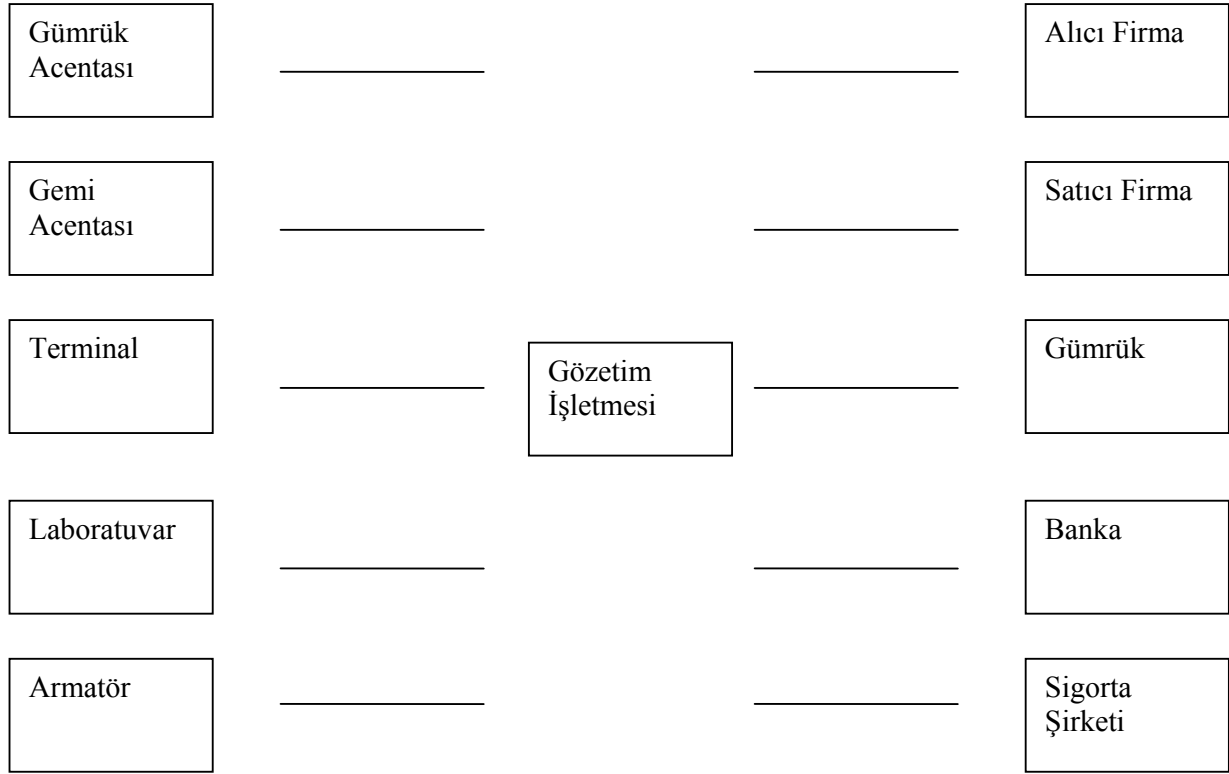 Gümrük
Acentası
Alıcı Firma
Gemi
Acentası
Satıcı Firma
Terminal
Gözetim
İşletmesi
Gümrük
Laboratuvar
Banka
Armatör
Sigorta
Şirketi